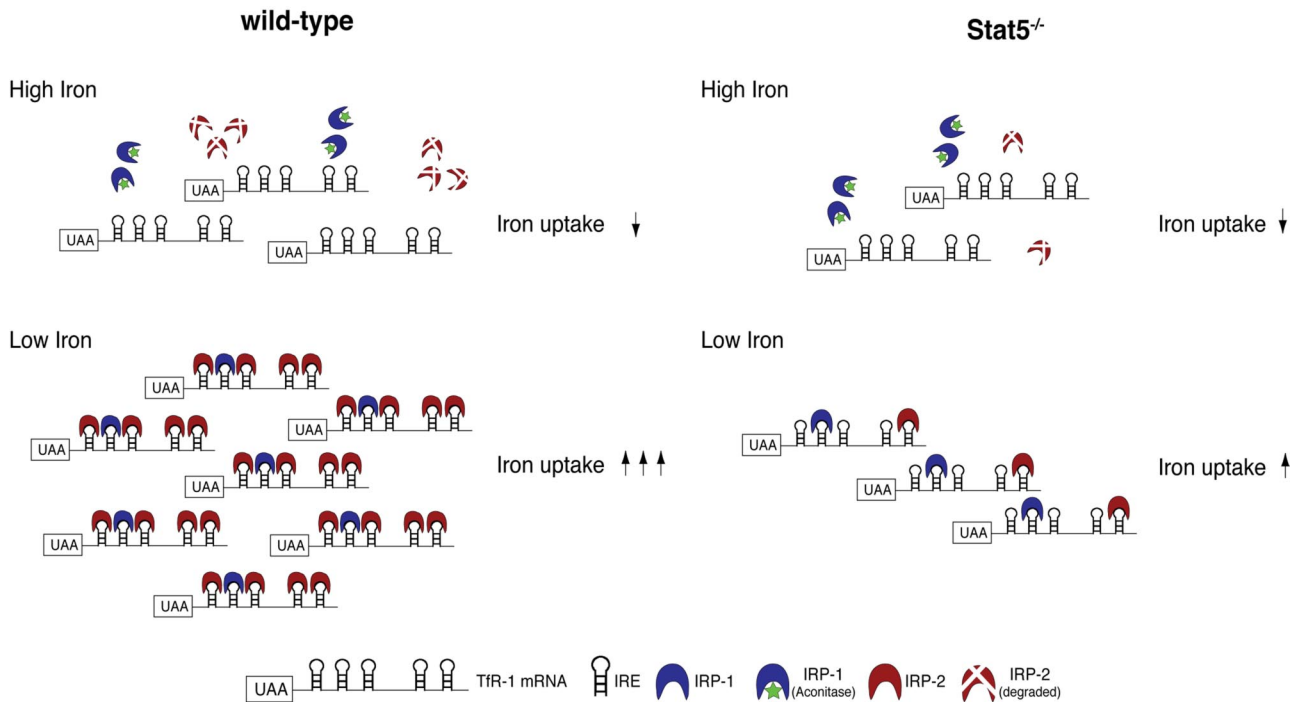 wild-type
Stat5-/-
High Iron
High Iron
UAA
UAA
UAA
Iron uptake
UAA
UAA
Iron uptake
Low Iron
Low Iron
UAA
UAA
UAA
UAA
UAA
UAA
UAA
Iron uptake
UAA
UAA
UAA
Iron uptake
UAA
TfR-1 mRNA
IRE
IRP-1
IRP-1
(Aconitase)
IRP-2
IRP-2
(degraded)